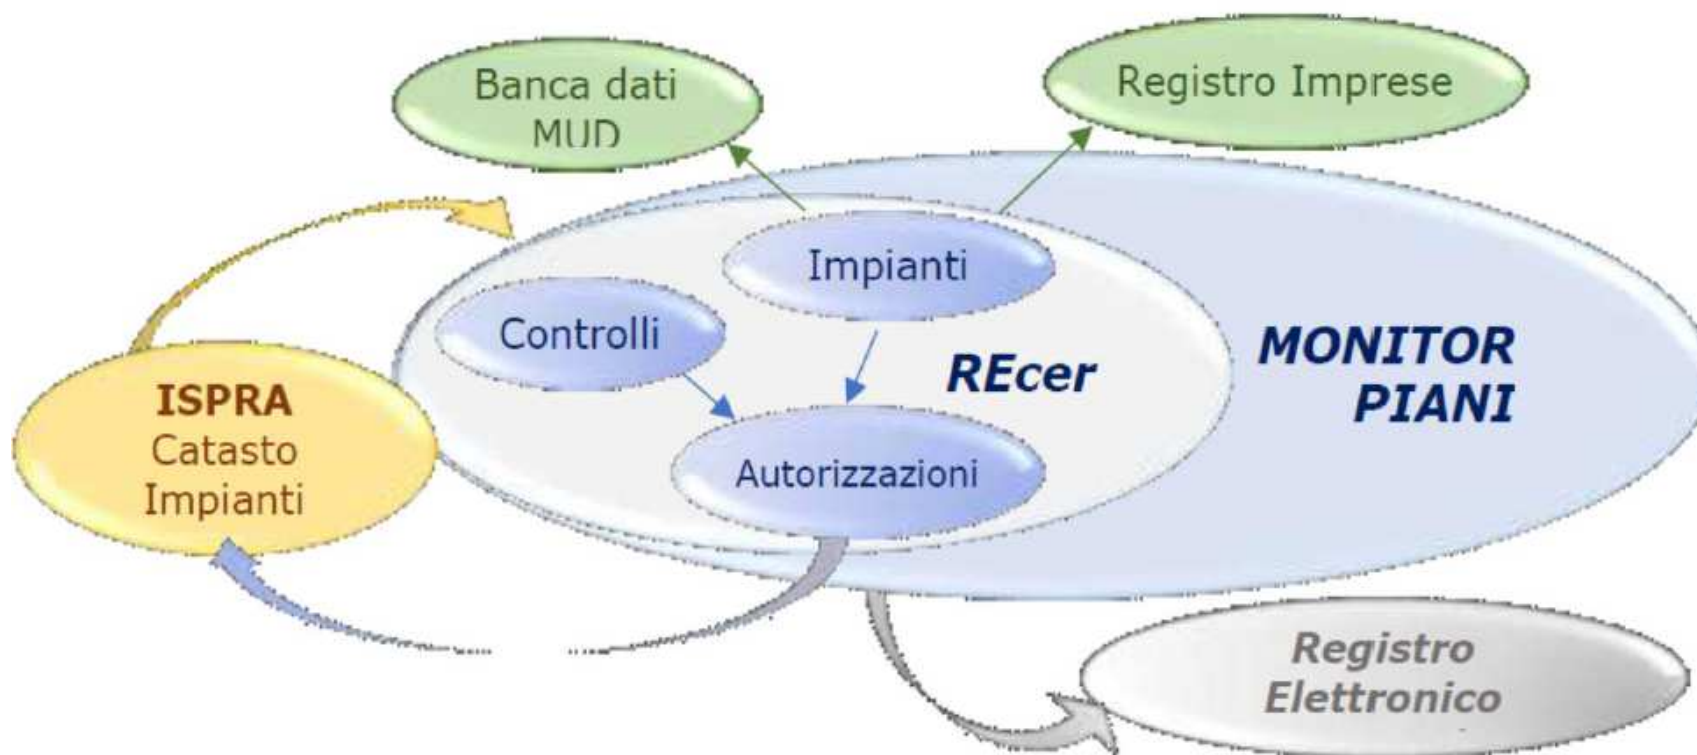 Banca dati
MUD
Registro Imprese
Impianti
Controlli
REcer
MONITOR
PIANI
ISPRA
Catasto
Impianti
Autorizzazioni
Registro
Elettronico